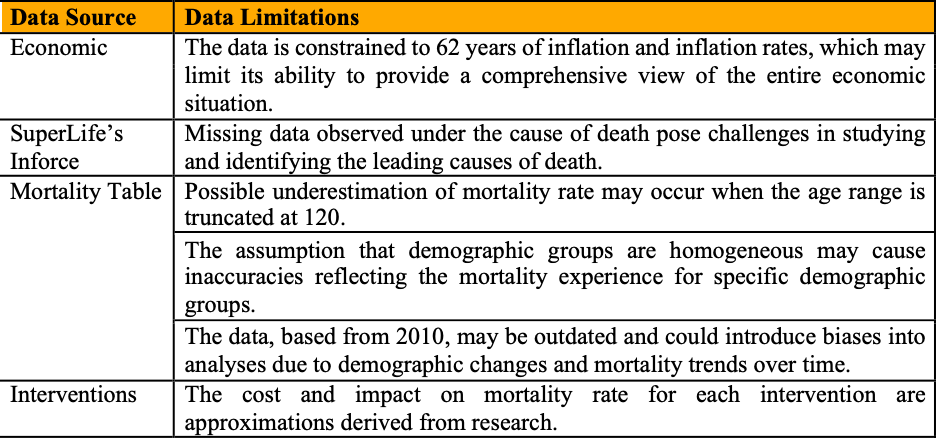 Data Source Data Limitations
Economic The data is constrained to 62 years of inflation and inflation rates, which may
limit its ability to provide a comprehensive view of the entire economic
situation.
SuperLife's Missing data observed under the cause of death pose challenges in studying
Inforce and identifying the leading causes of death.
Mortality Table Possible underestimation of mortality rate may occur when the age range is
truncated at 120.
The assumption that demographic groups are homogeneous may cause
inaccuracies reflecting the mortality experience for specific demographic
groups.
The data, based from 2010, may be outdated and could introduce biases into
analyses due to demographic changes and mortality trends over time.
Interventions The cost and impact on mortality rate for each intervention are
approximations derived from research.